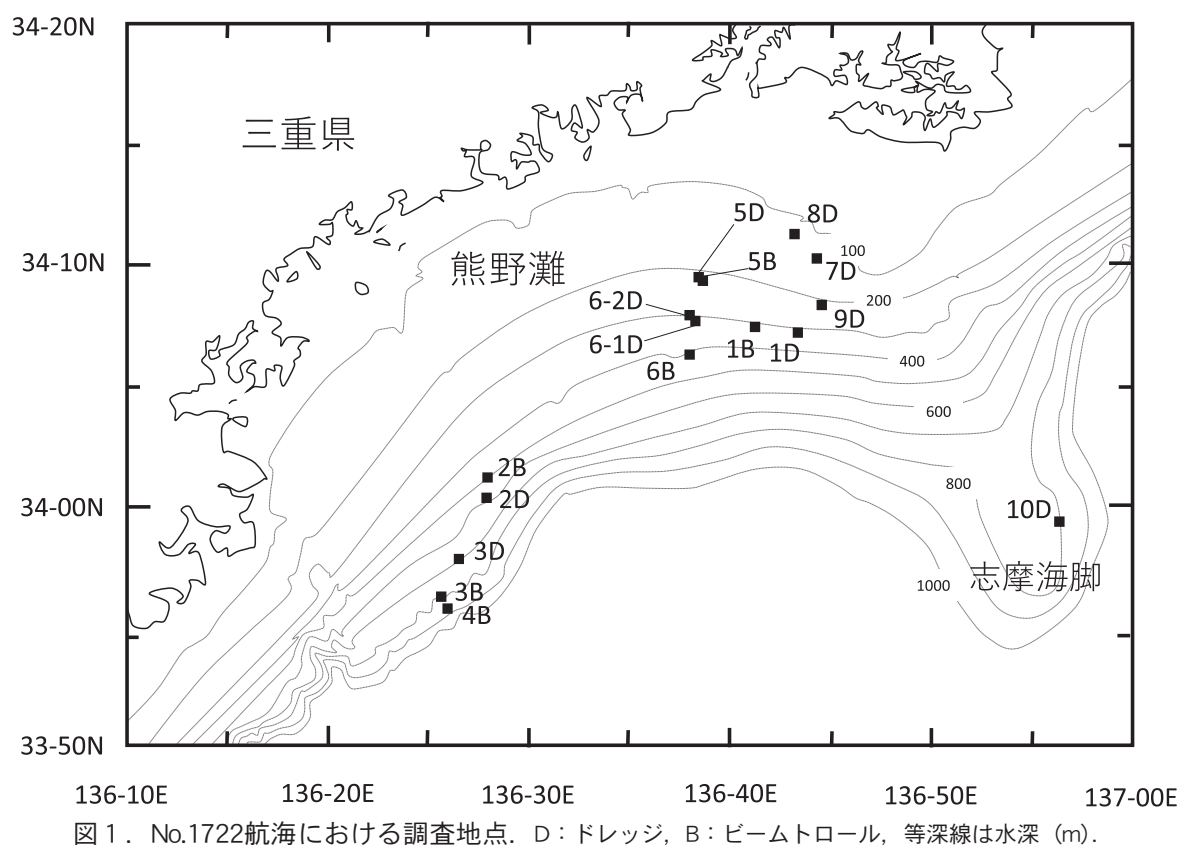 34-20N
三重県
5D
8D
熊野灘
5B
100
34-10N
7D
6-2D
200
9D
6-1D
1B
1D
400
6B
600
2B
800
34-00N
2D
10D
3D
志摩海脚
1000
3B
4B
33-50N
136-10E 136-20E 136-30E 136-40E 136-50E 137-00E
図1. No.1722航海における調査地点. D:ドレッジ, B:ビームトロール, 等深線は水深 (m).